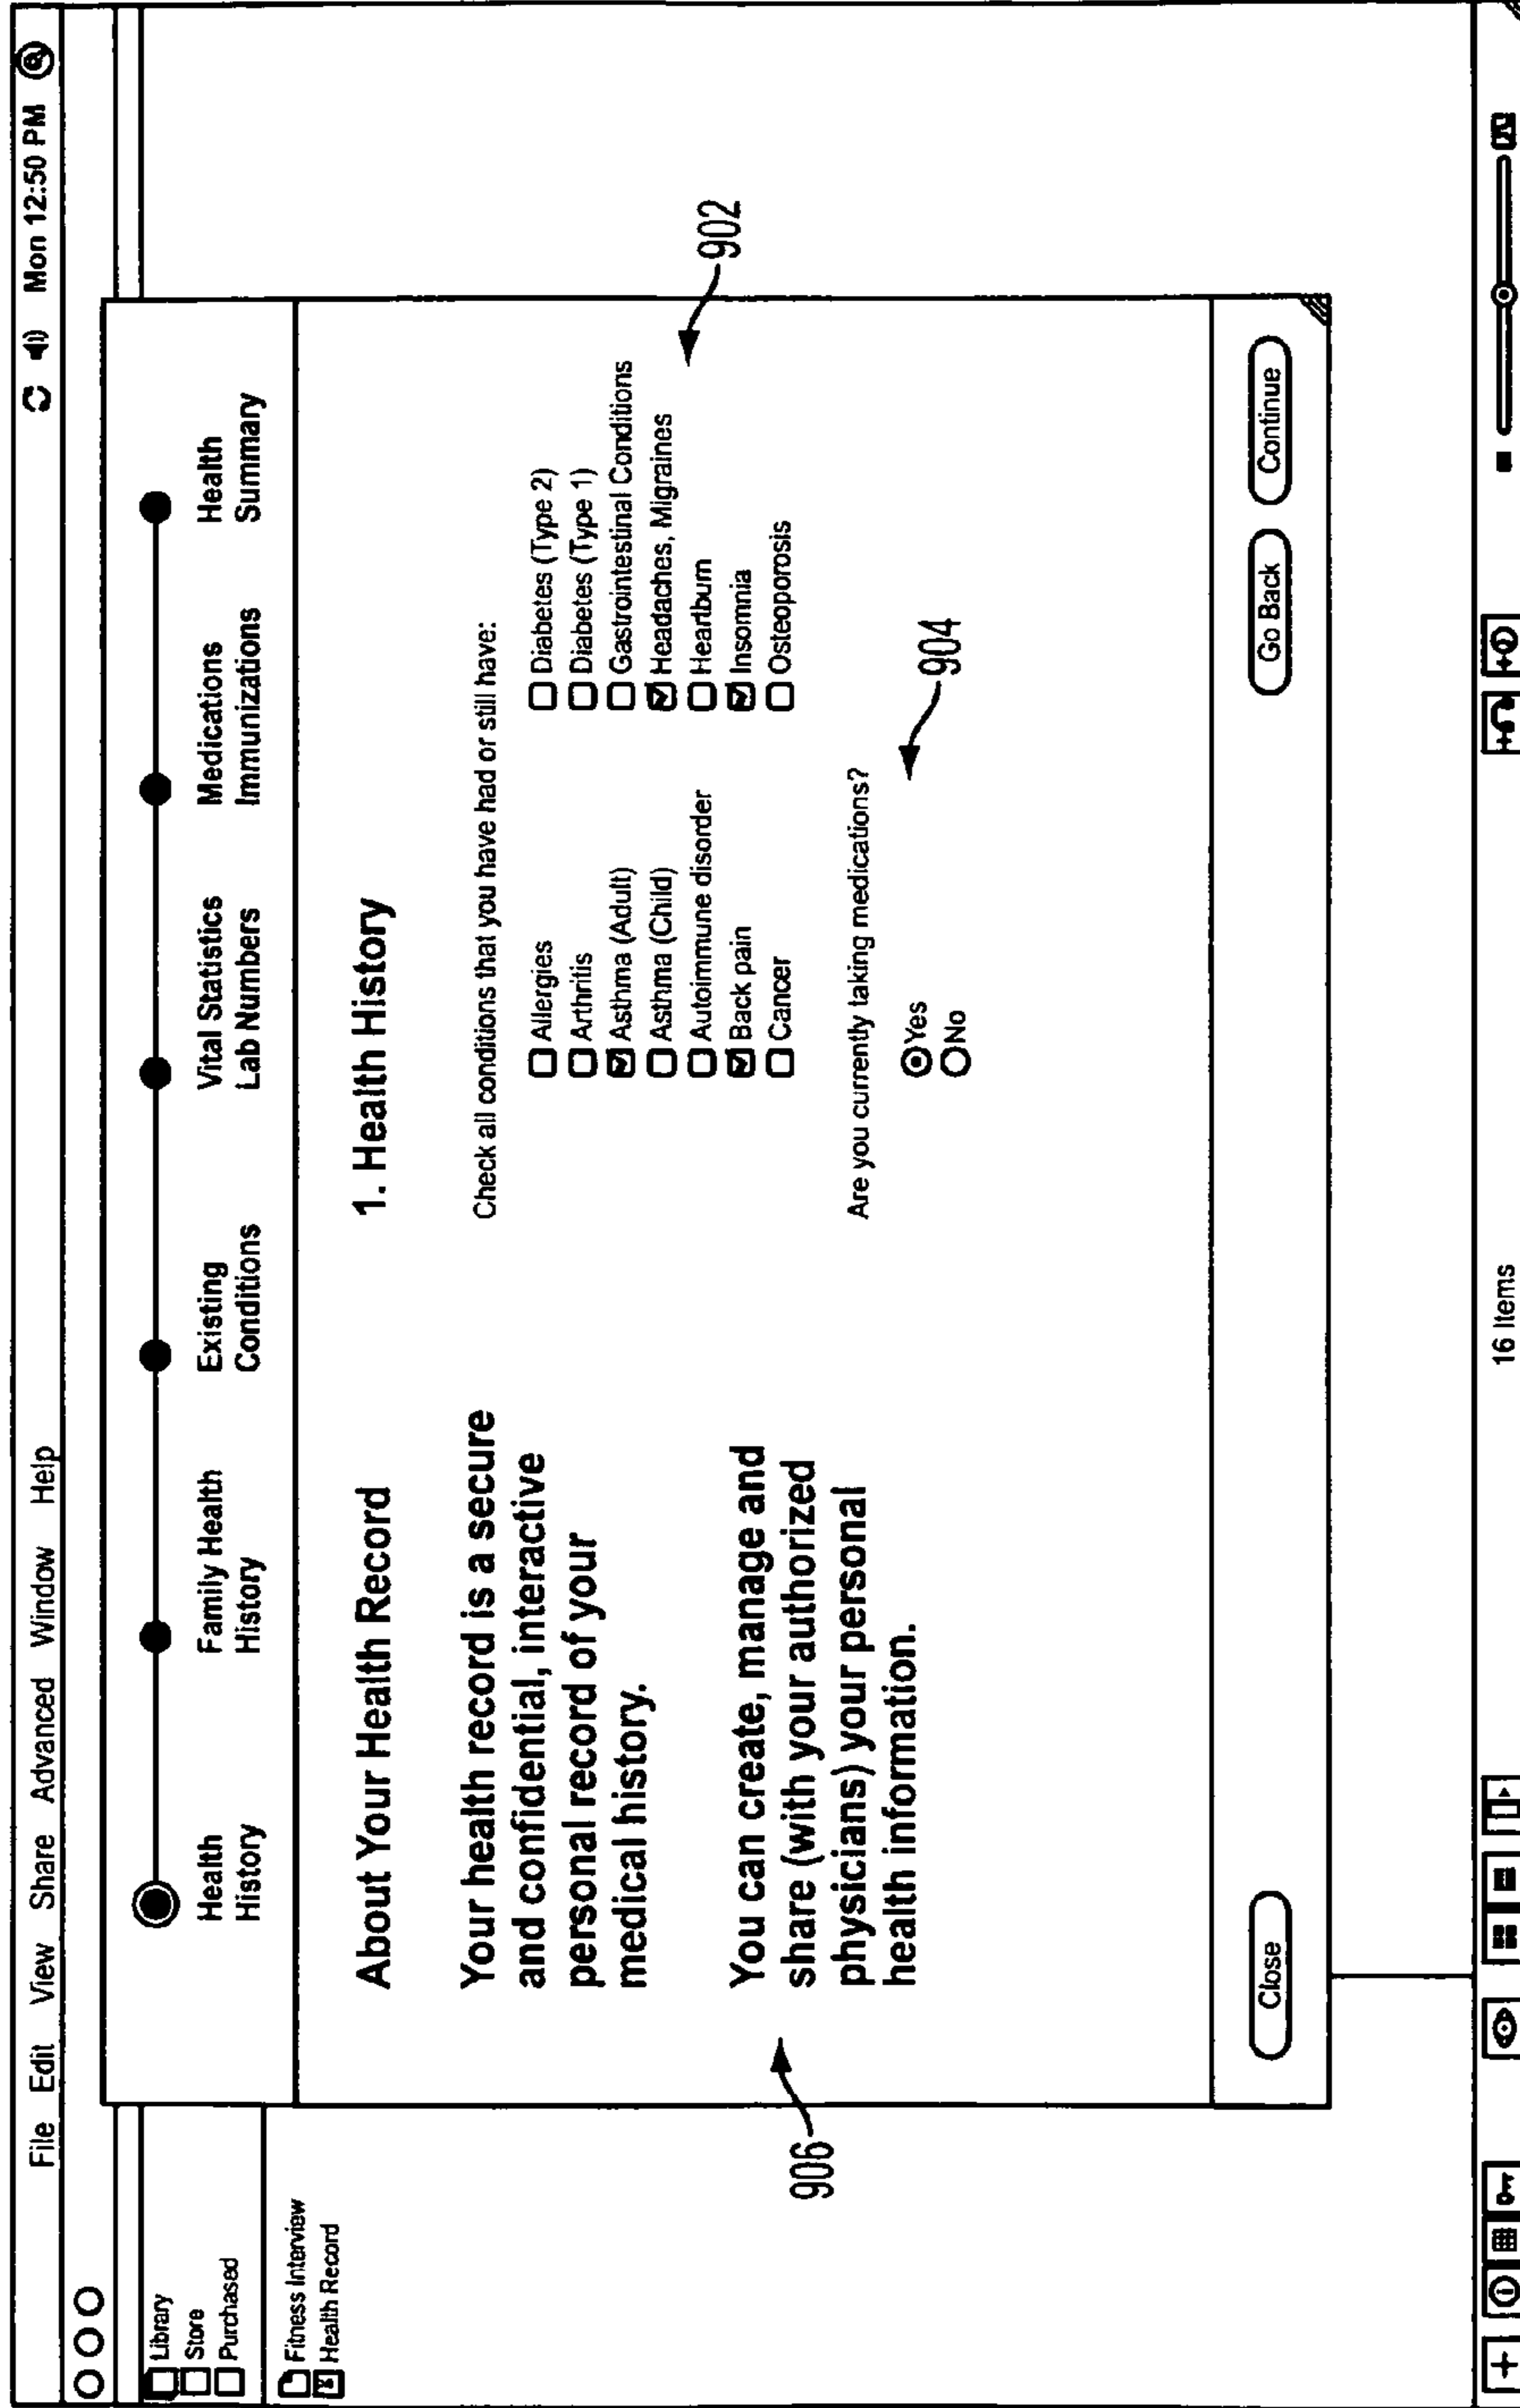 File Edit View Share Advanced Window Help
Mon 12:50 PM
Library
Store
Purchased
Fitness Interview
Health Record
Health
History
Family Health
History
Existing
Conditions
Vital Statistics
Lab Numbers
Medications
Immunizations
Health
Summary
About Your Health Record
Your health record is a secure
and confidential, interactive
personal record of your
medical history.
You can create, manage and
share (with your authorized
physicians) your personal
health information.
906
1. Health History
Check all conditions that you have had or still have:
Allergies
Arthritis
Asthma (Adult)
Asthma (Child)
Autoimmune disorder
Back pain
Cancer
Diabetes (Type 2)
Diabetes (Type 1)
Gastrointestinal Conditions
Headaches, Migraines
Heartburn
Insomnia
Osteoporosis
902
Are you currently taking medications?
Yes
No
904
Close
Go Back
Continue
16 Items